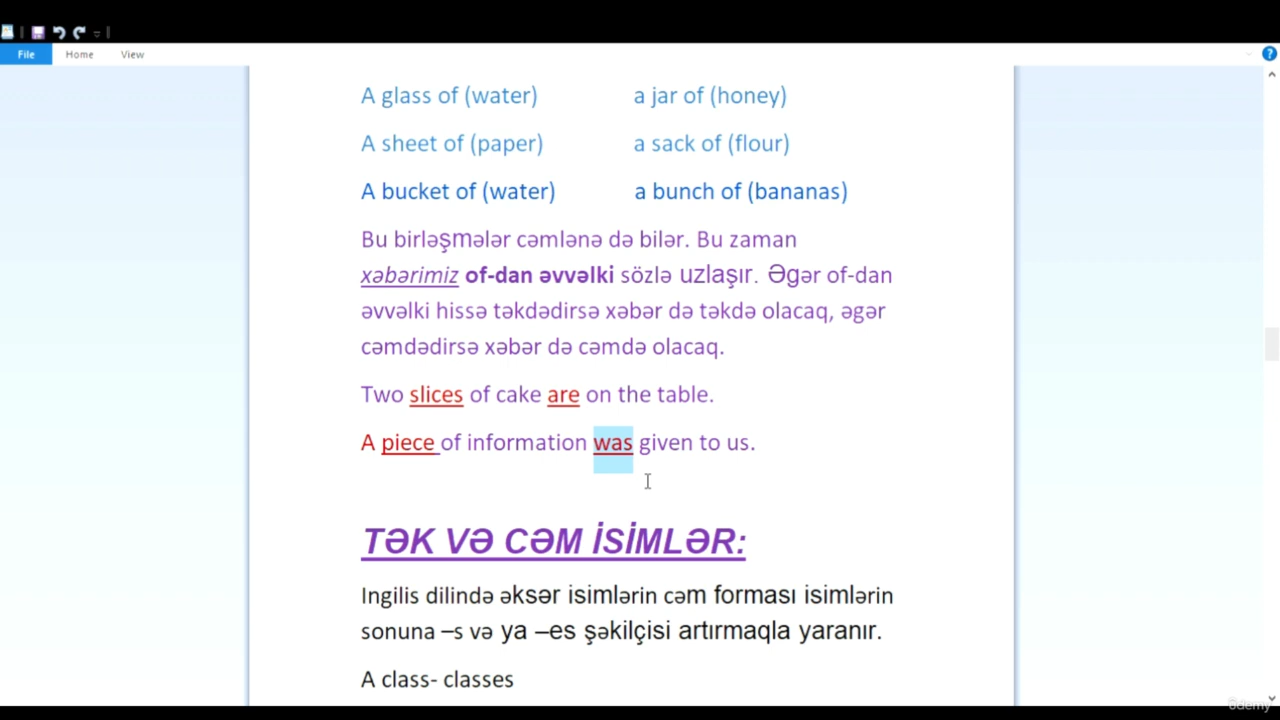 File Home View
A glass of (water) a jar of (honey)
A sheet of (paper) a sack of (flour)
A bucket of (water) a bunch of (bananas)
Bu birləşmələr cəmlənə də bilər. Bu zaman
xəbərimiz of-dan əvvəlki sözlə uzlaşır. Əgər of-dan
əvvəlki hissə təkdədirsə xəbər də təkdə olacaq, əgər
cəmdədirsə xəbər də cəmdə olacaq.
Two slices of cake are on the table.
A piece of information was given to us.
TƏK VƏ CƏM İSİMLƏR:
Ingilis dilində əksər isimlərin cəm forması isimlərin
sonuna –s və ya –es şəkilçisi artırmaqla yaranır.
A class- classes
ûdemy